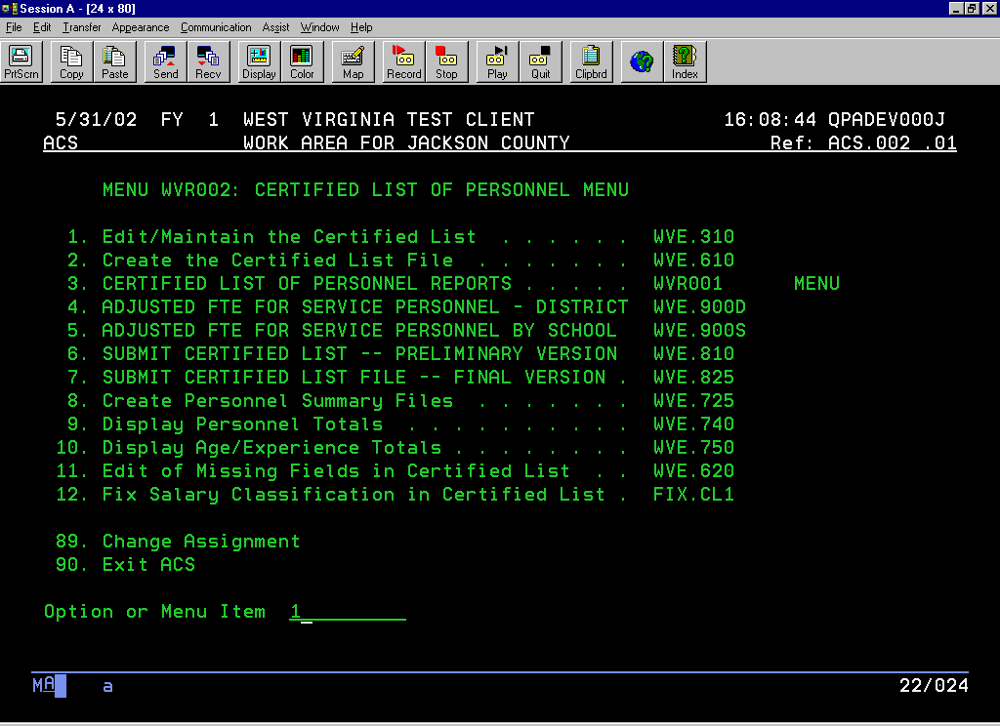 Session A - [24 x 80]
File Edit Transfer Appearance Communication Assist Window Help
PrtScrn Copy Paste Send Recv Display Color Map Record Stop Play Quit Clipbrd Index
5/31/02 FY 1 WEST VIRGINIA TEST CLIENT 16:08:44 QPADEV000J
ACS WORK AREA FOR JACKSON COUNTY Ref: ACS.002 .01
MENU WVR002: CERTIFIED LIST OF PERSONNEL MENU
1. Edit/Maintain the Certified List . . . . . . WVE.310
2. Create the Certified List File . . . . . . . WVE.610
3. CERTIFIED LIST OF PERSONNEL REPORTS . . . . . WVR001 MENU
4. ADJUSTED FTE FOR SERVICE PERSONNEL - DISTRICT WVE.900D
5. ADJUSTED FTE FOR SERVICE PERSONNEL BY SCHOOL WVE.900S
6. SUBMIT CERTIFIED LIST -- PRELIMINARY VERSION WVE.810
7. SUBMIT CERTIFIED LIST FILE -- FINAL VERSION . WVE.825
8. Create Personnel Summary Files . . . . . . . WVE.725
9. Display Personnel Totals . . . . . . . . . . WVE.740
10. Display Age/Experience Totals . . . . . . . . WVE.750
11. Edit of Missing Fields in Certified List . . WVE.620
12. Fix Salary Classification in Certified List . FIX.CL1
89. Change Assignment
90. Exit ACS
Option or Menu Item 1
MA a 22/024